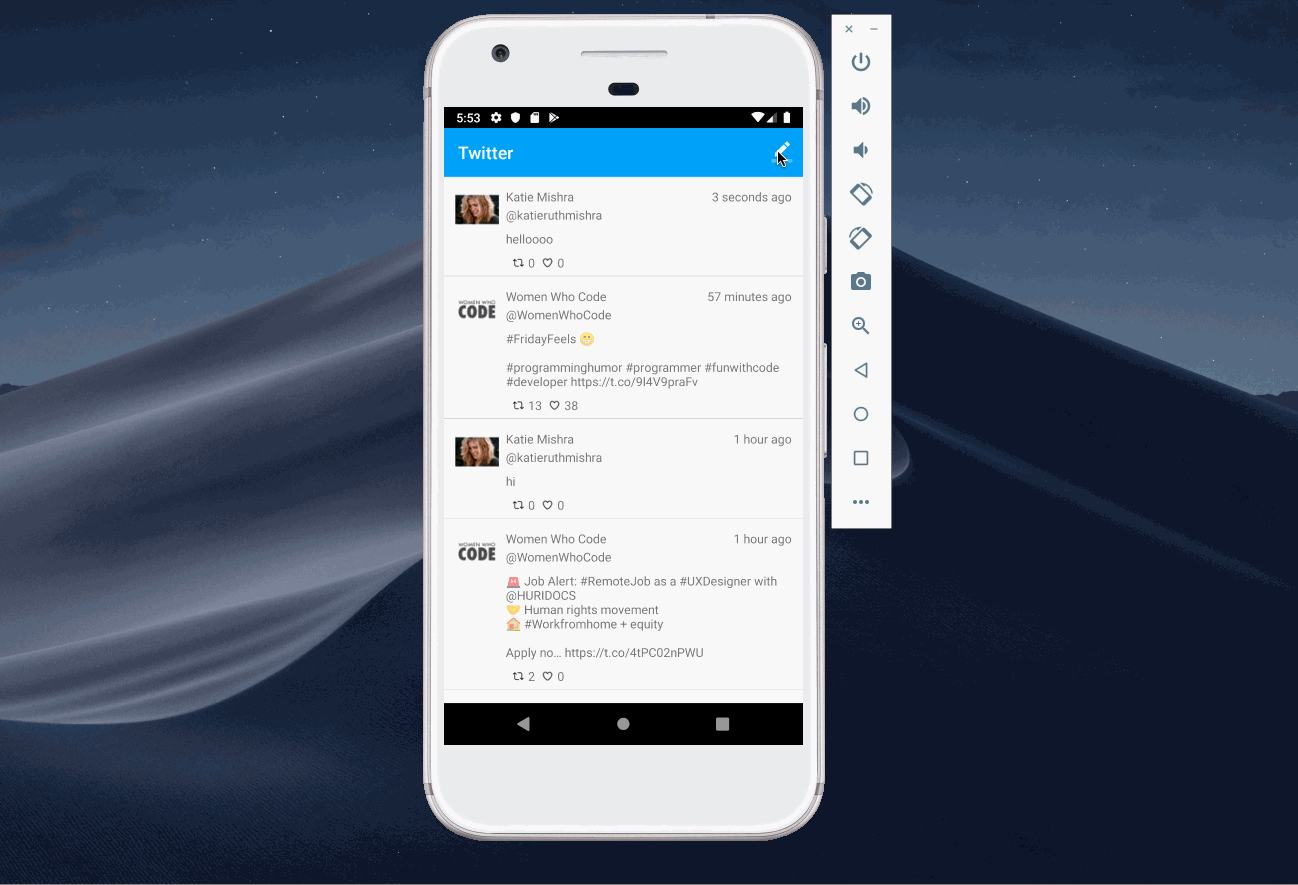 5:53
Twitter
Katie Mishra 3 seconds ago
@katieruthmishra
helloooo
0 0
WOMEN WHO
CODE
Women Who Code 57 minutes ago
@WomenWhoCode
#FridayFeels 😁
#programminghumor #programmer #funwithcode
#developer https://t.co/9l4V9praFv
13 38
Katie Mishra 1 hour ago
@katieruthmishra
hi
0 0
WOMEN WHO
CODE
Women Who Code 1 hour ago
@WomenWhoCode
🚨 Job Alert: #RemoteJob as a #UXDesigner with
@HURIDOCS
🤝 Human rights movement
🏠 #Workfromhome + equity
Apply no… https://t.co/4tPC02nPWU
2 0